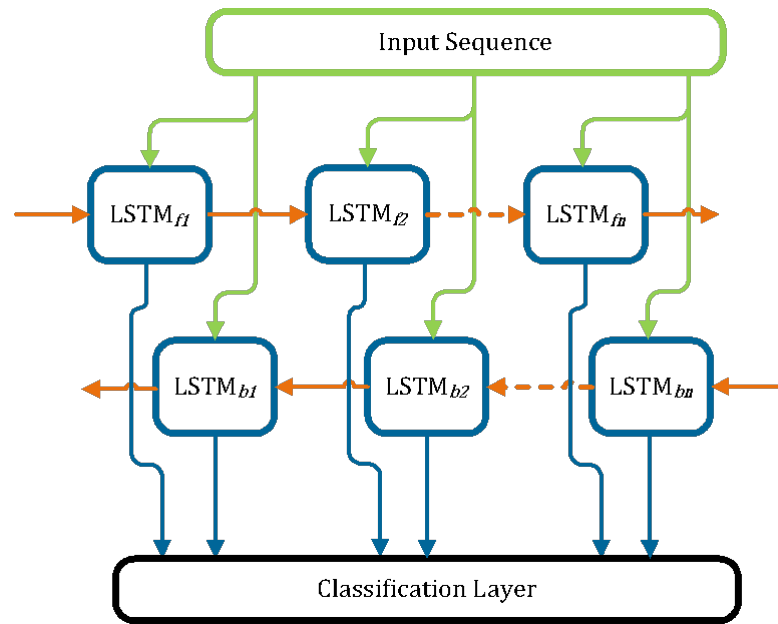 Input Sequence
LSTMf1 LSTMf2 LSTMfn
LSTMb1 LSTMb2 LSTMbn
Classification Layer